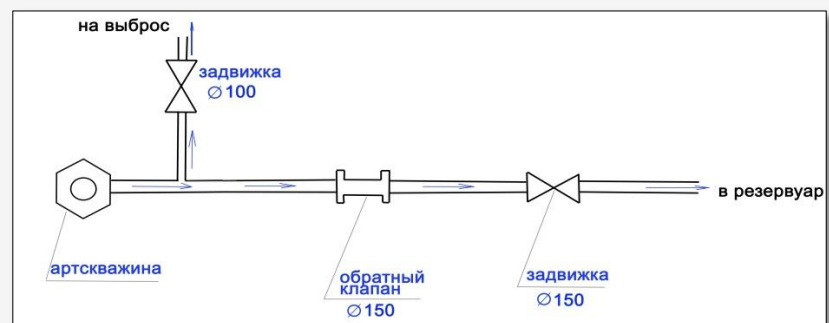 на выброс
задвижка
∅100
в резервуар
артскважина
обратный
клапан
∅150
задвижка
∅150